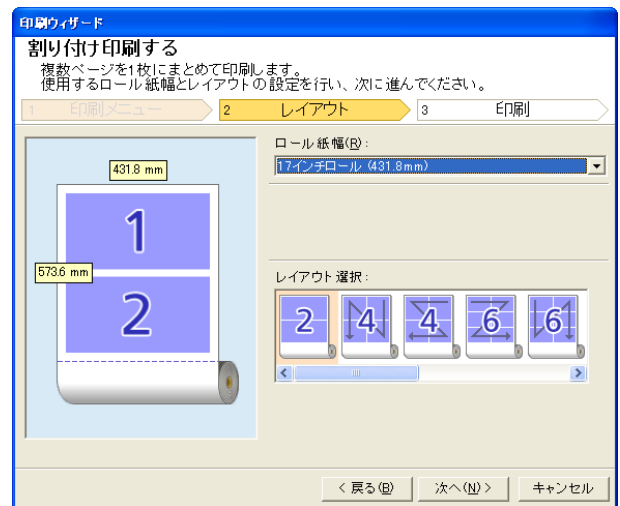 印刷ウィザード
割り付け印刷する
複数ページを1枚にまとめて印刷します。
使用するロール紙幅とレイアウトの設定を行い、次に進んでください。
1 印刷メニュー 2 レイアウト 3 印刷
ロール紙幅(R):
17インチロール (431.8mm)
431.8 mm
1
573.6 mm
2
レイアウト選択:
2 4 4 6 6
< 戻る(B) 次へ(N) > キャンセル